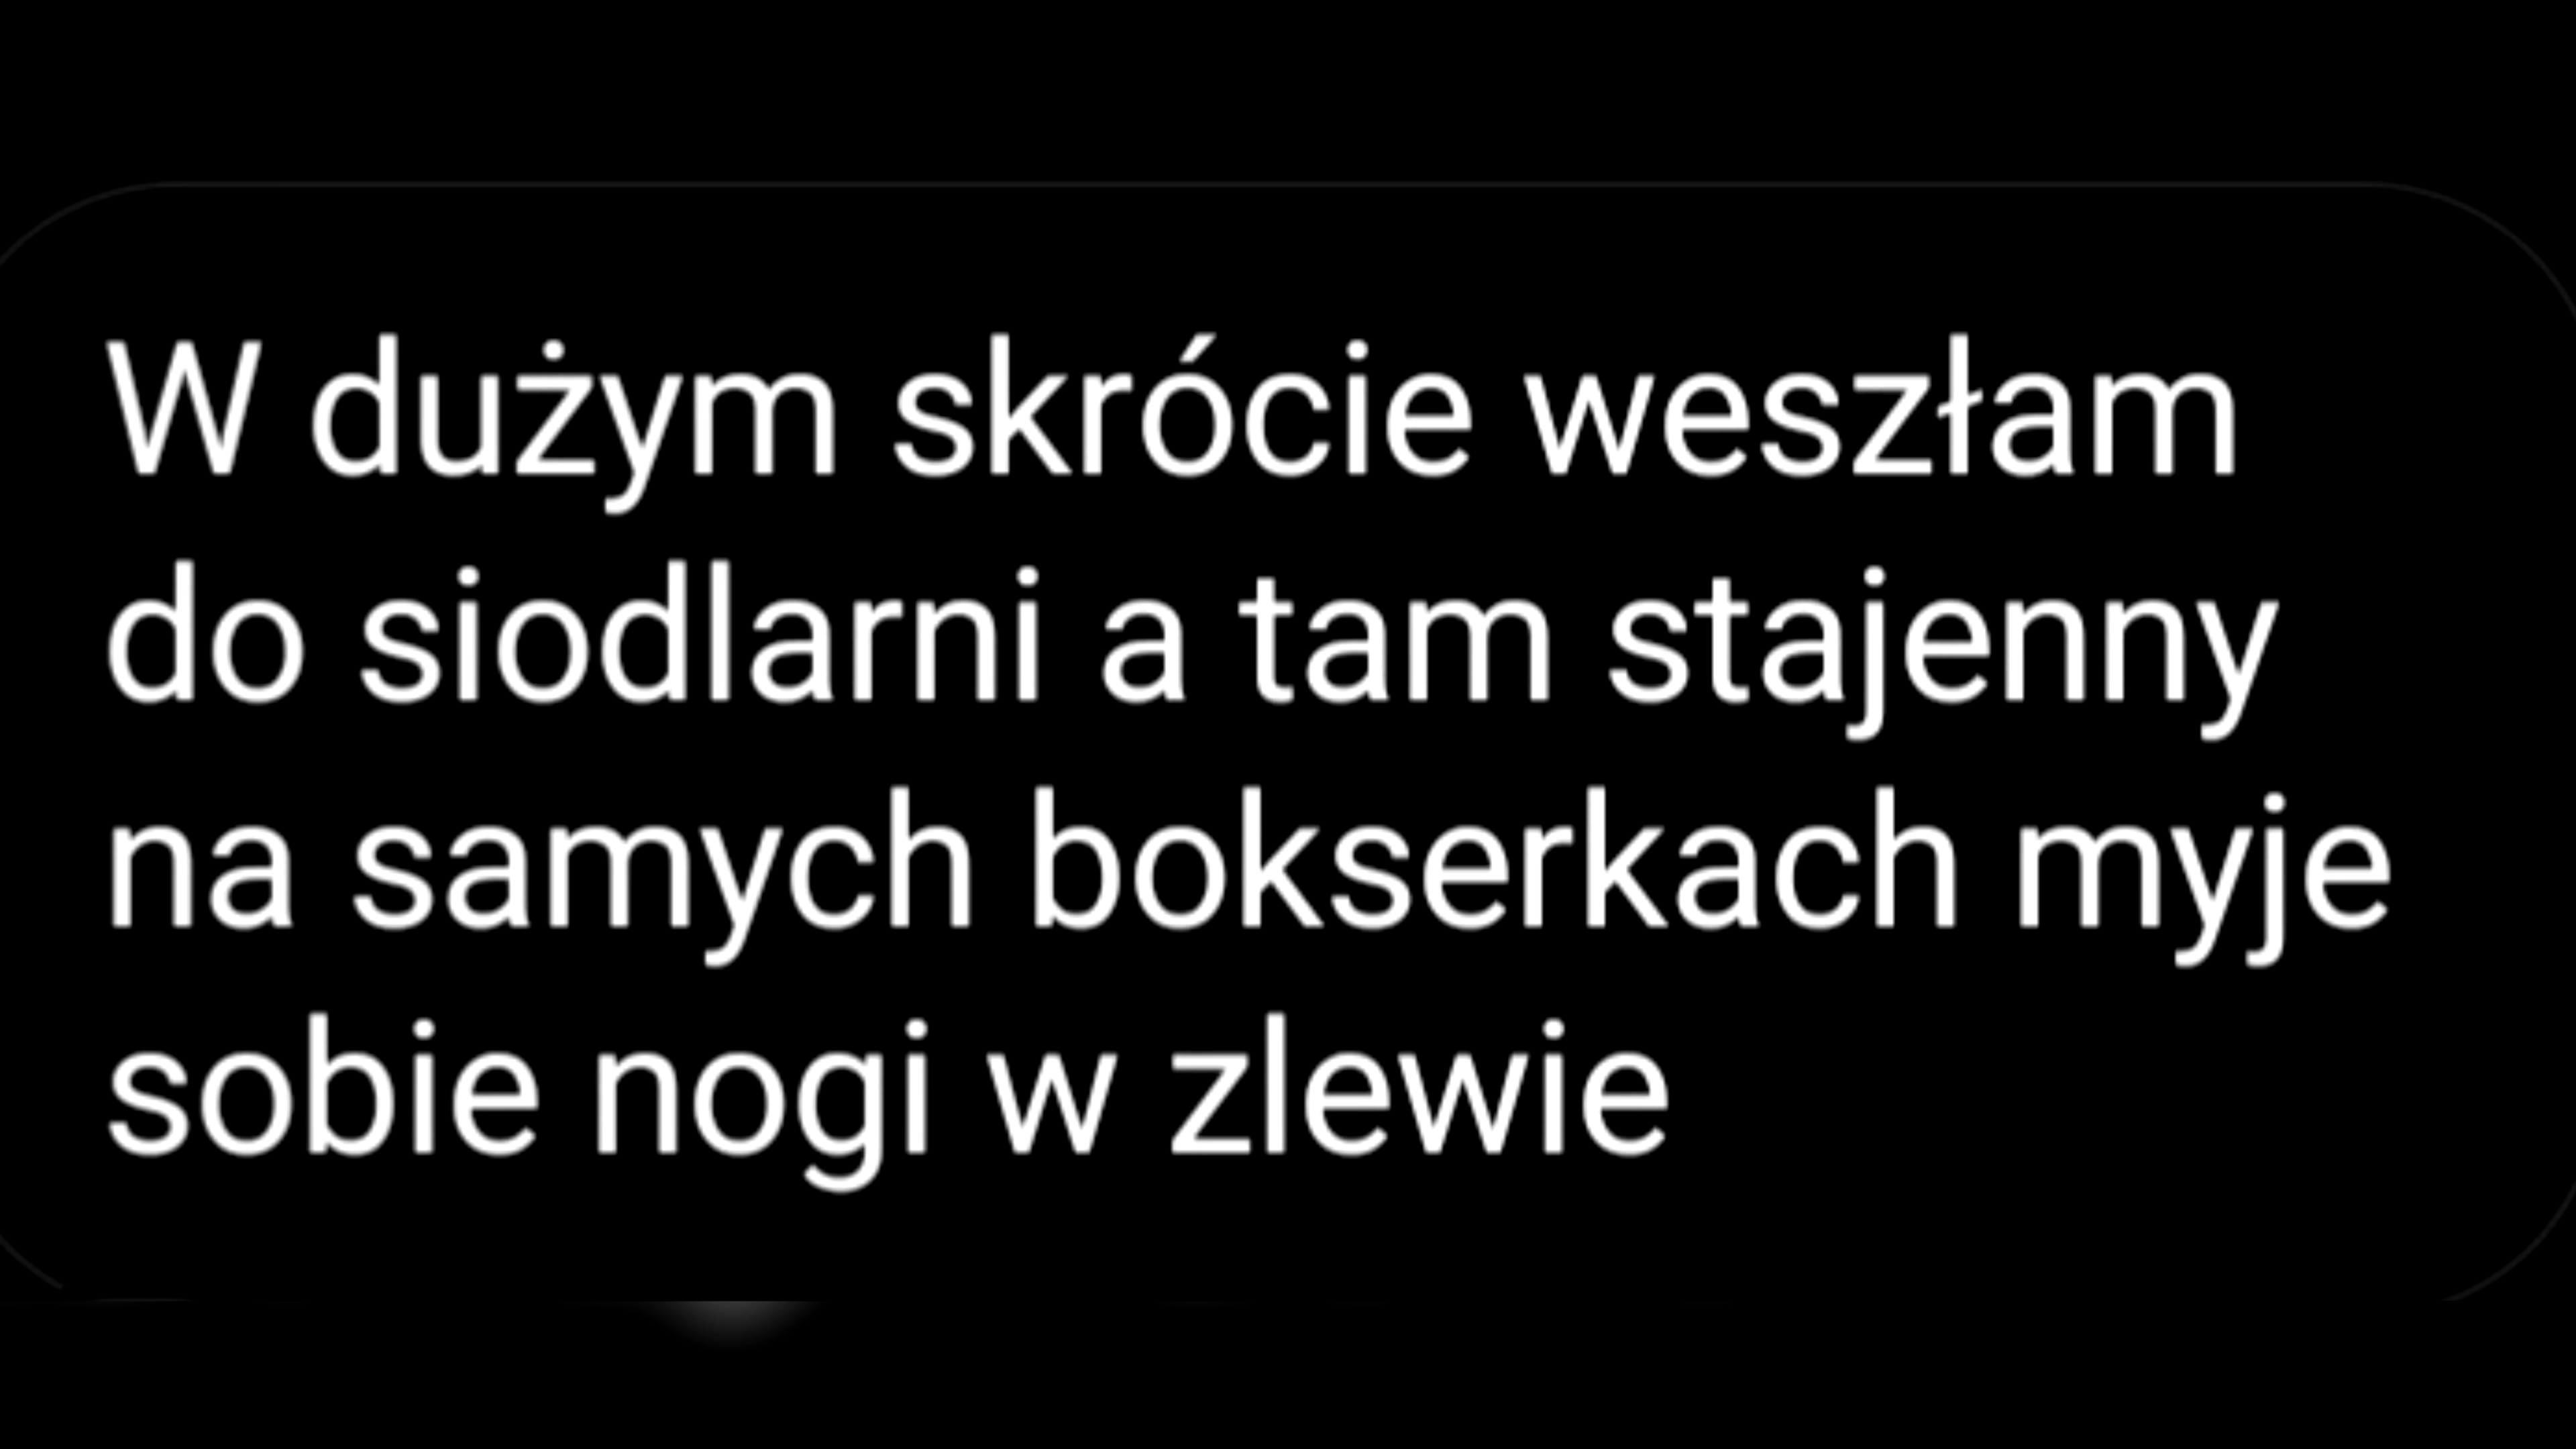 W dużym skrócie weszłam
do siodlarni a tam stajenny
na samych bokserkach myje
sobie nogi w zlewie